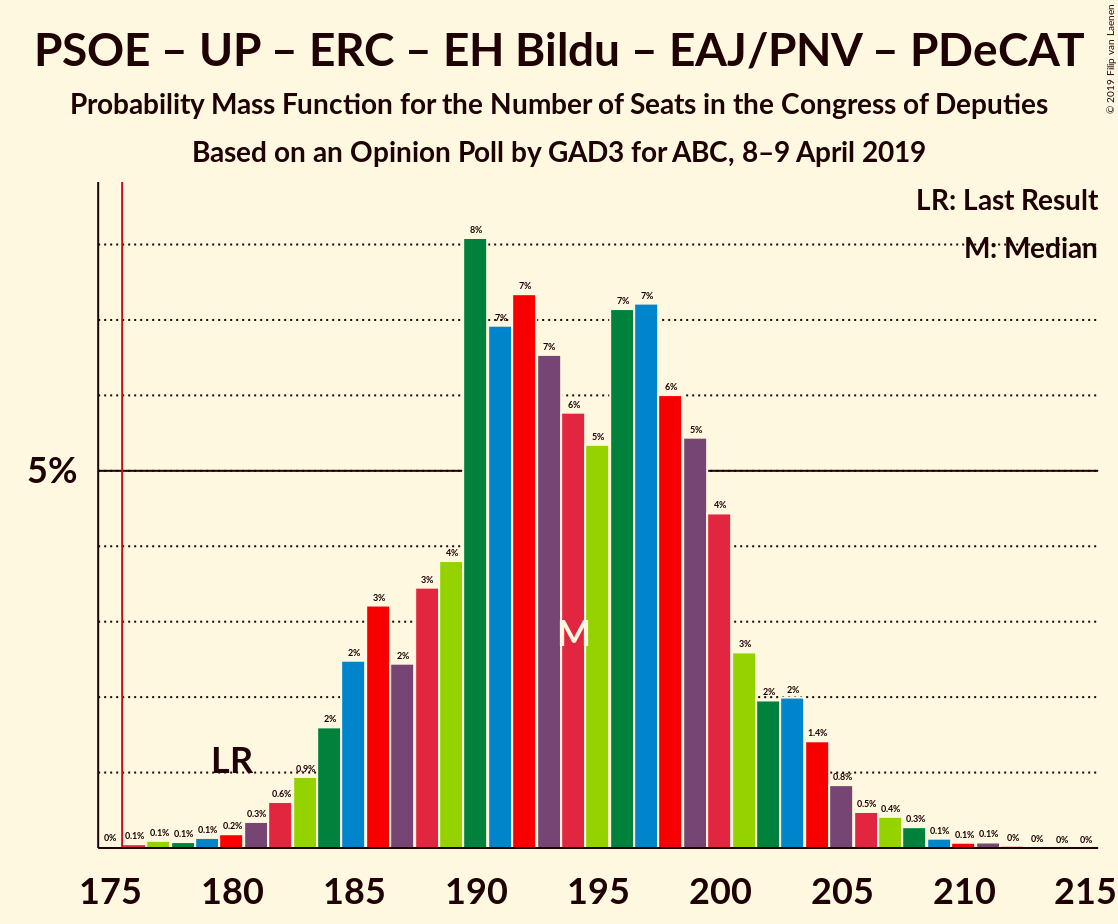 PSOE – UP – ERC – EH Bildu – EAJ/PNV – PDeCAT
Probability Mass Function for the Number of Seats in the Congress of Deputies
Based on an Opinion Poll by GAD3 for ABC, 8–9 April 2019
© 2019 Filip van Laenen
LR: Last Result
M: Median
5%
LR
M
0% 0.1% 0.1% 0.1% 0.1% 0.2% 0.3% 0.6% 0.9% 2% 2% 3% 2% 3% 4% 8% 7% 7% 7% 6% 5% 7% 7% 6% 5% 4% 3% 2% 2% 1.4% 0.8% 0.5% 0.4% 0.3% 0.1% 0.1% 0.1% 0% 0% 0% 0%
175 180 185 190 195 200 205 210 215